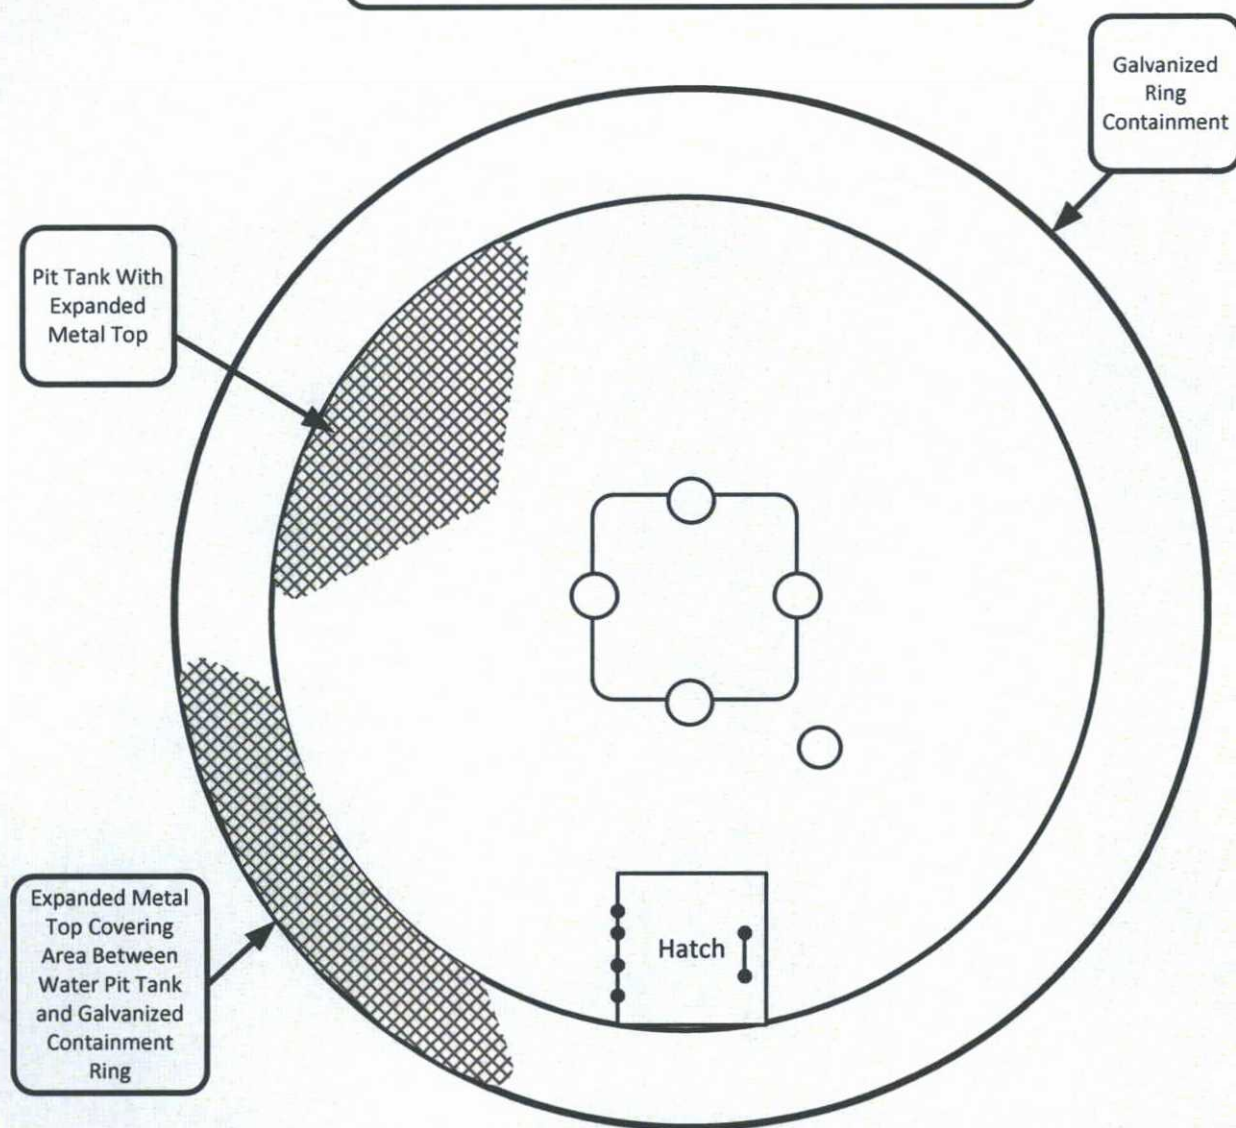 Galvanized
Ring
Containment
Pit Tank With
Expanded
Metal Top
Expanded Metal
Top Covering
Area Between
Water Pit Tank
and Galvanized
Containment
Ring
Hatch